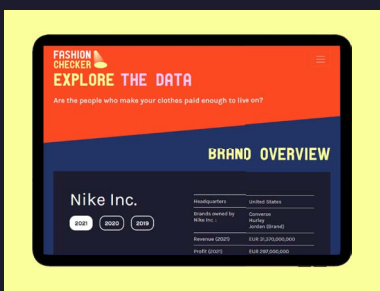 FASHION
CHECKER
EXPLORE THE DATA
Are the people who make your clothes paid enough to live on?
BRAND OVERVIEW
Nike Inc.
2021 2020 2019
Headquarters United States
Brands owned by Nike Inc : Converse
Hurley
Jordan (Brand)
Revenue (2021) EUR 31,370,000,000
Profit (2021) EUR 287,000,000